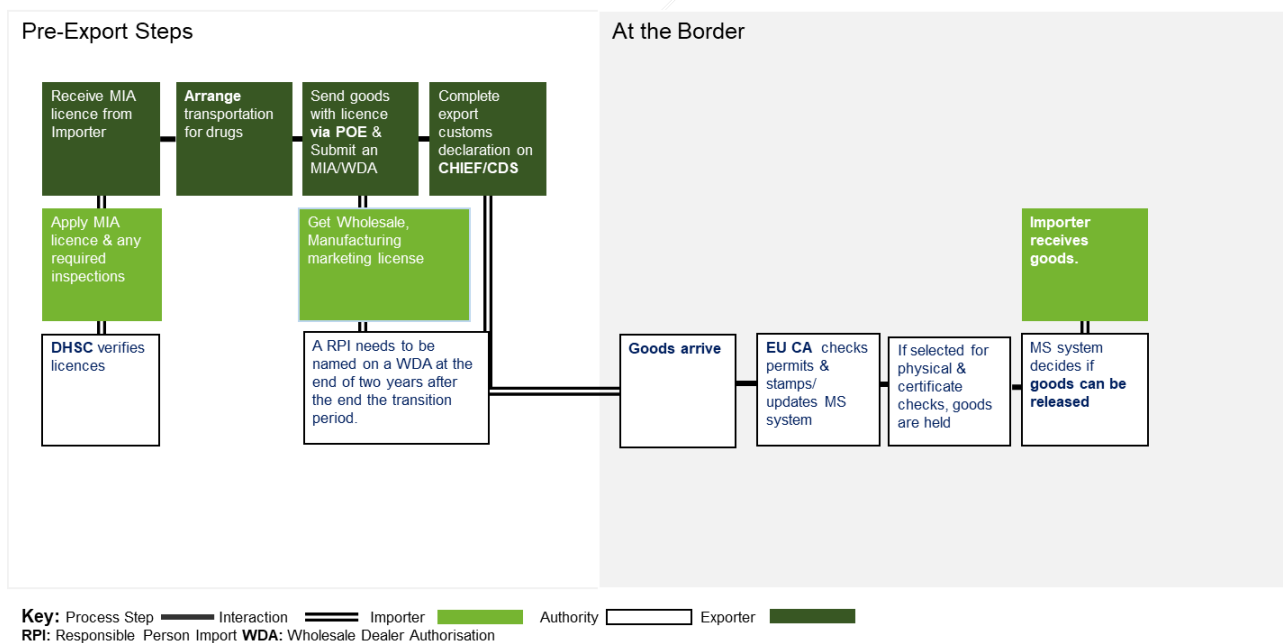 Pre-Export Steps
At the Border
Receive MIA
licence from
Importer
Arrange
transportation
for drugs
Send goods
with licence
via POE &
Submit an
MIA/WDA
Complete
export
customs
declaration on
CHIEF/CDS
Apply MIA
licence & any
required
inspections
Get Wholesale,
Manufacturing
marketing license
Importer
receives
goods.
DHSC verifies
licences
A RPI needs to be
named on a WDA at the
end of two years after
the end the transition
period.
Goods arrive
EU CA checks
permits &
stamps/
updates MS
system
If selected for
physical &
certificate
checks, goods
are held
MS system
decides if
goods can be
released
Key: Process Step Interaction Importer Authority Exporter
RPI: Responsible Person Import WDA: Wholesale Dealer Authorisation